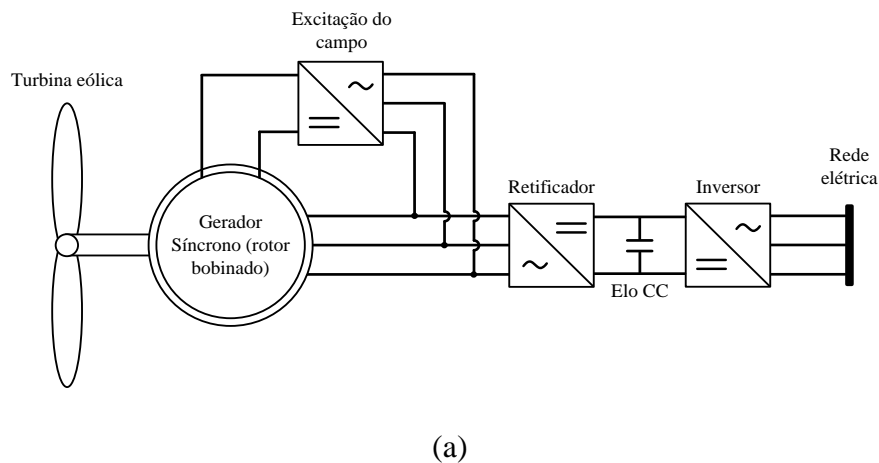 Excitação do
campo
Turbina eólica
Gerador
Síncrono (rotor
bobinado)
Retificador
Inversor
Rede
elétrica
Elo CC
(a)